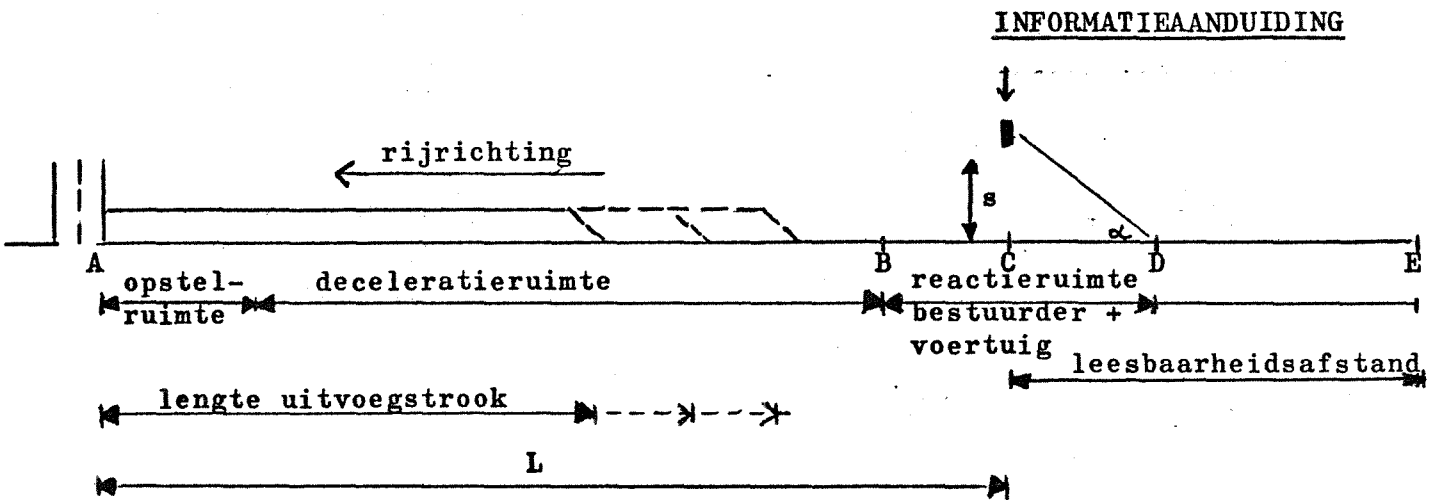 INFORMATIEAANDUIDING
rijrichting
s
α
A
B
C
D
E
opstel-
ruimte
deceleratieruimte
reactieruimte
bestuurder +
voertuig
leesbaarheidsafstand
lengte uitvoegstrook
L